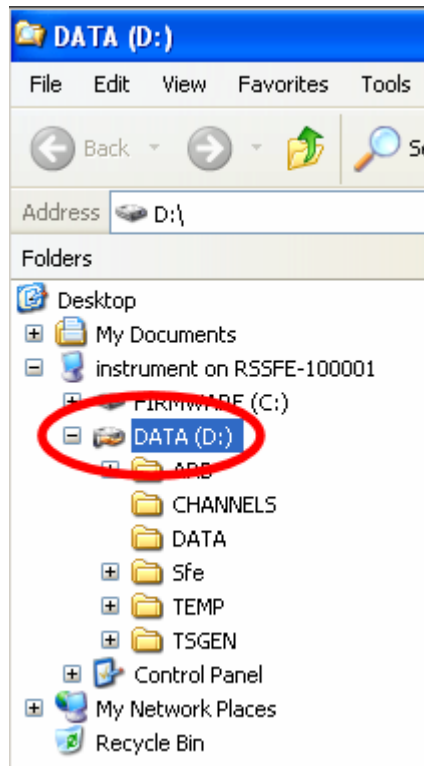 DATA (D:)
File Edit View Favorites Tools
Back Se
Address D:\
Folders
Desktop
My Documents
instrument on RSSFE-100001
FIRMWARE (C:)
DATA (D:)
ARB
CHANNELS
DATA
Sfe
TEMP
TSGEN
Control Panel
My Network Places
Recycle Bin